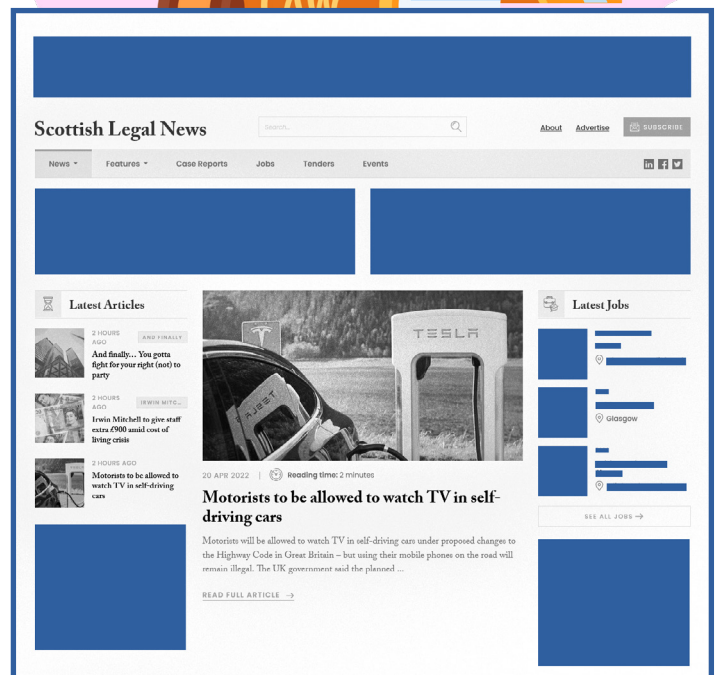 LAW
Scottish Legal News
Search...
About
Advertise
SUBSCRIBE
News
Features
Case Reports
Jobs
Tenders
Events
Latest Articles
2 HOURS
AGO
AND FINALLY
And finally... You gotta
fight for your right (not) to
party
2 HOURS
AGO
IRWIN MITC...
Irwin Mitchell to give staff
extra £900 amid cost of
living crisis
2 HOURS AGO
Motorists to be allowed to
watch TV in self-driving
cars
TESLA
TESLA
20 APR 2022 | Reading time: 2 minutes
Motorists to be allowed to watch TV in self-
driving cars
Motorists will be allowed to watch TV in self-driving cars under proposed changes to
the Highway Code in Great Britain – but using their mobile phones on the road will
remain illegal. The UK government said the planned ...
READ FULL ARTICLE
Latest Jobs
Glasgow
SEE ALL JOBS